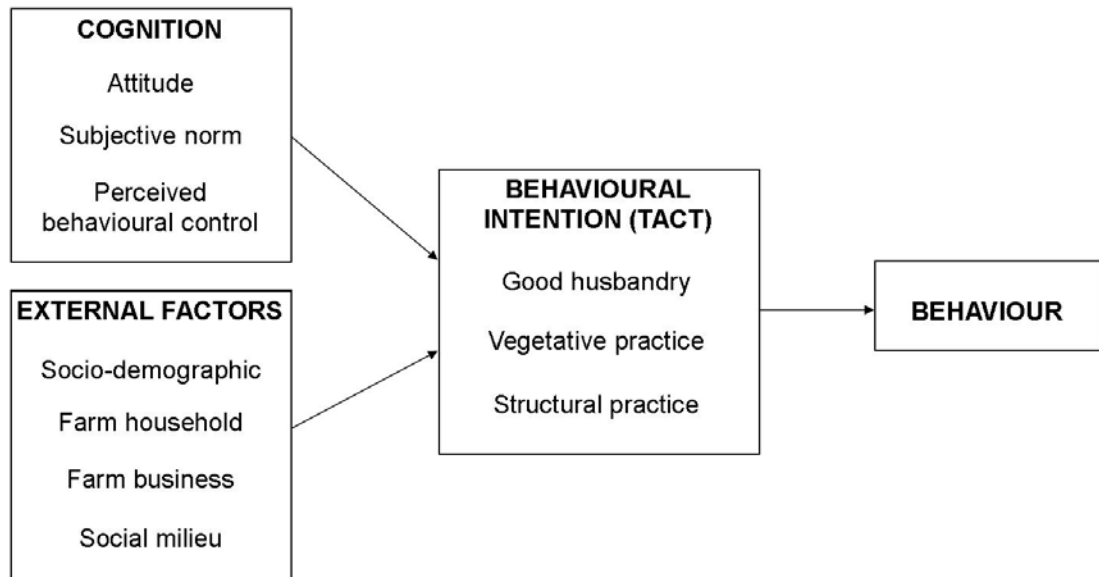 COGNITION
Attitude
Subjective norm
Perceived
behavioural control
EXTERNAL FACTORS
Socio-demographic
Farm household
Farm business
Social milieu
BEHAVIOURAL
INTENTION (TACT)
Good husbandry
Vegetative practice
Structural practice
BEHAVIOUR